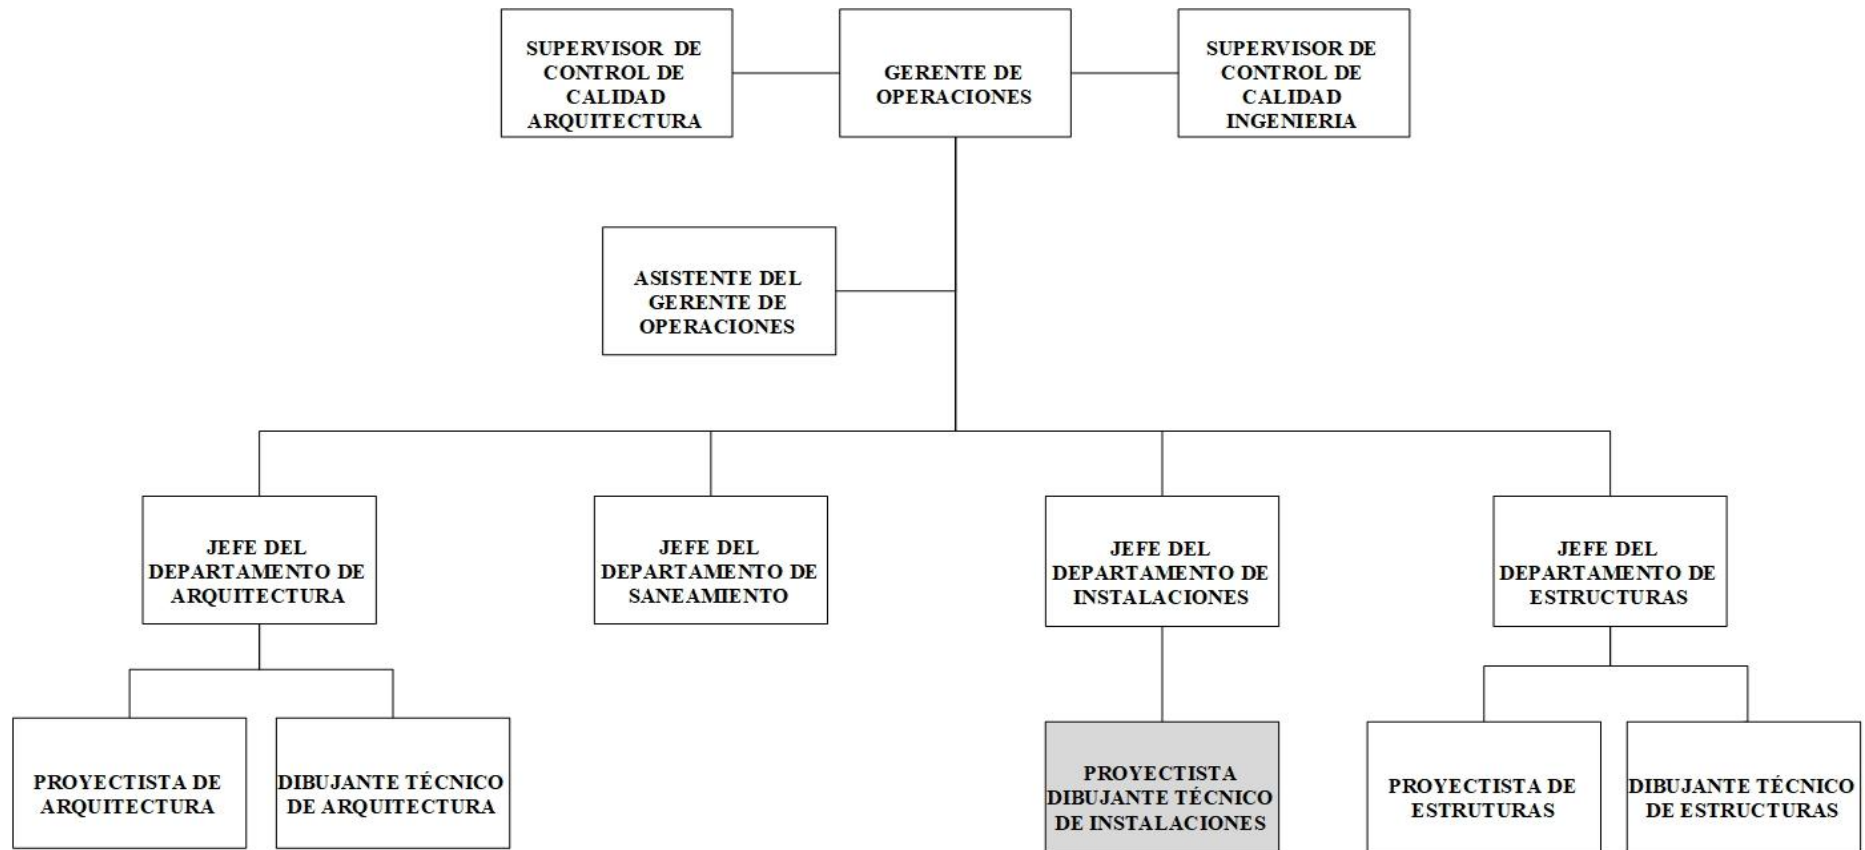 SUPERVISOR DE
CONTROL DE
CALIDAD
ARQUITECTURA
GERENTE DE
OPERACIONES
SUPERVISOR DE
CONTROL DE
CALIDAD
INGENIERIA
ASISTENTE DEL
GERENTE DE
OPERACIONES
JEFE DEL
DEPARTAMENTO DE
ARQUITECTURA
JEFE DEL
DEPARTAMENTO DE
SANEAMIENTO
JEFE DEL
DEPARTAMENTO DE
INSTALACIONES
JEFE DEL
DEPARTAMENTO DE
ESTRUCTURAS
PROYECTISTA DE
ARQUITECTURA
DIBUJANTE TÉCNICO
DE ARQUITECTURA
PROYECTISTA
DIBUJANTE TÉCNICO
DE INSTALACIONES
PROYECTISTA DE
ESTRUTURAS
DIBUJANTE TÉCNICO
DE ESTRUCTURAS